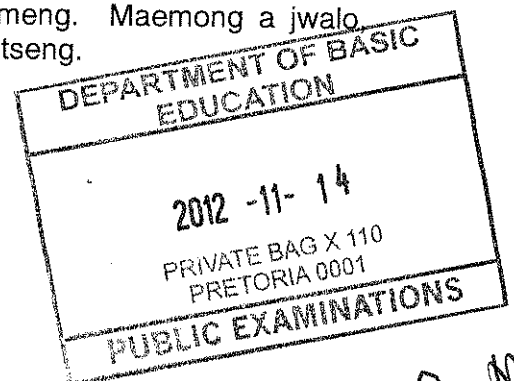 meng. Maemong a jwalo,
tseng.
DEPARTMENT OF BASIC
EDUCATION
2012 -11- 14
PRIVATE BAG X 110
PRETORIA 0001
PUBLIC EXAMINATIONS